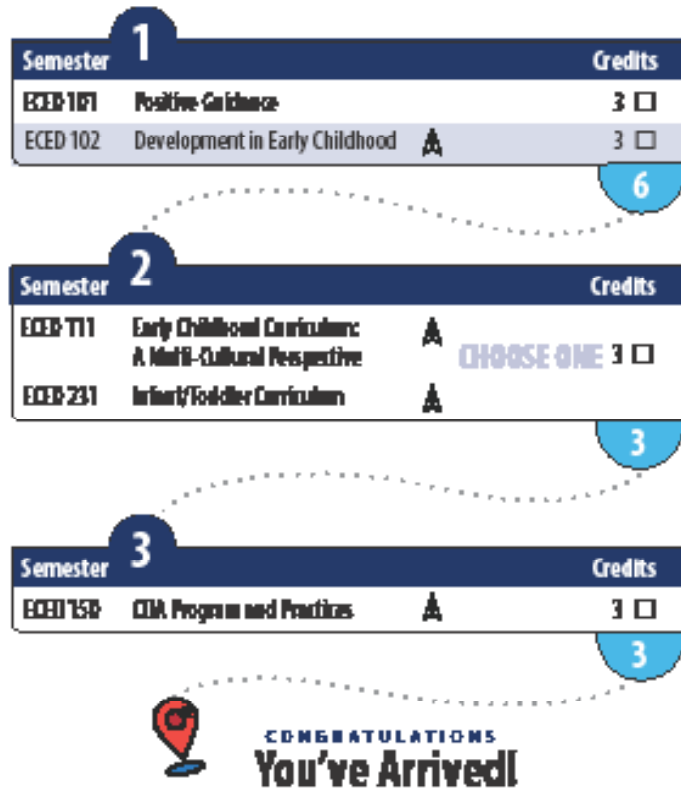 1
Semester Credits
ECED 101 Positive Guidance 3
ECED 102 Development in Early Childhood 3
6
2
Semester Credits
ECED 111 Early Childhood Curriculum:
A Multi-Cultural Perspective
CHOOSE ONE 3
ECED 231 Infant/Toddler Curriculum
3
3
Semester Credits
ECED 150 CDA Program and Practices 3
3
CONGRATULATIONS
You've Arrived!